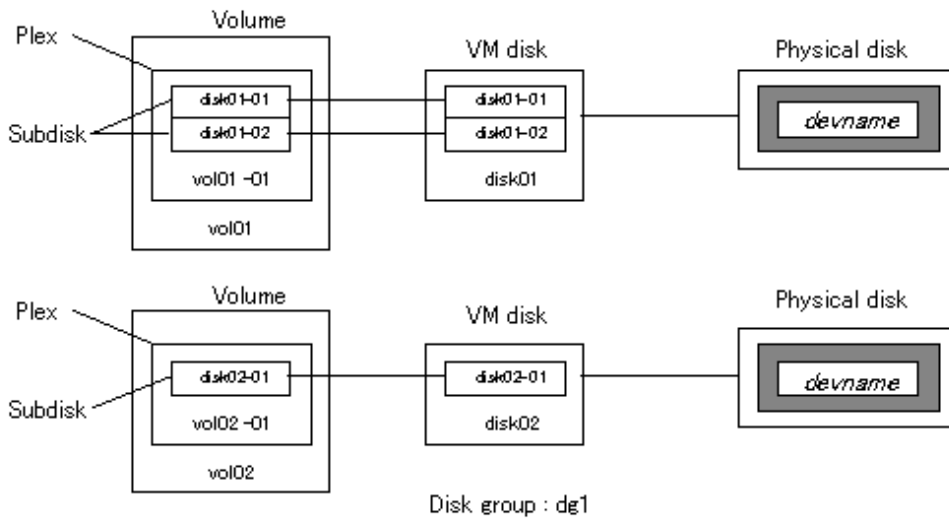 Volume
Plex
VM disk
Physical disk
disk01-01
disk01-01
devname
Subdisk
disk01-02
disk01-02
vol01 -01
disk01
vol01
Volume
Physical disk
Plex
VM disk
disk02-01
disk02-01
devname
Subdisk
vol02 -01
disk02
vol02
Disk group : dg1